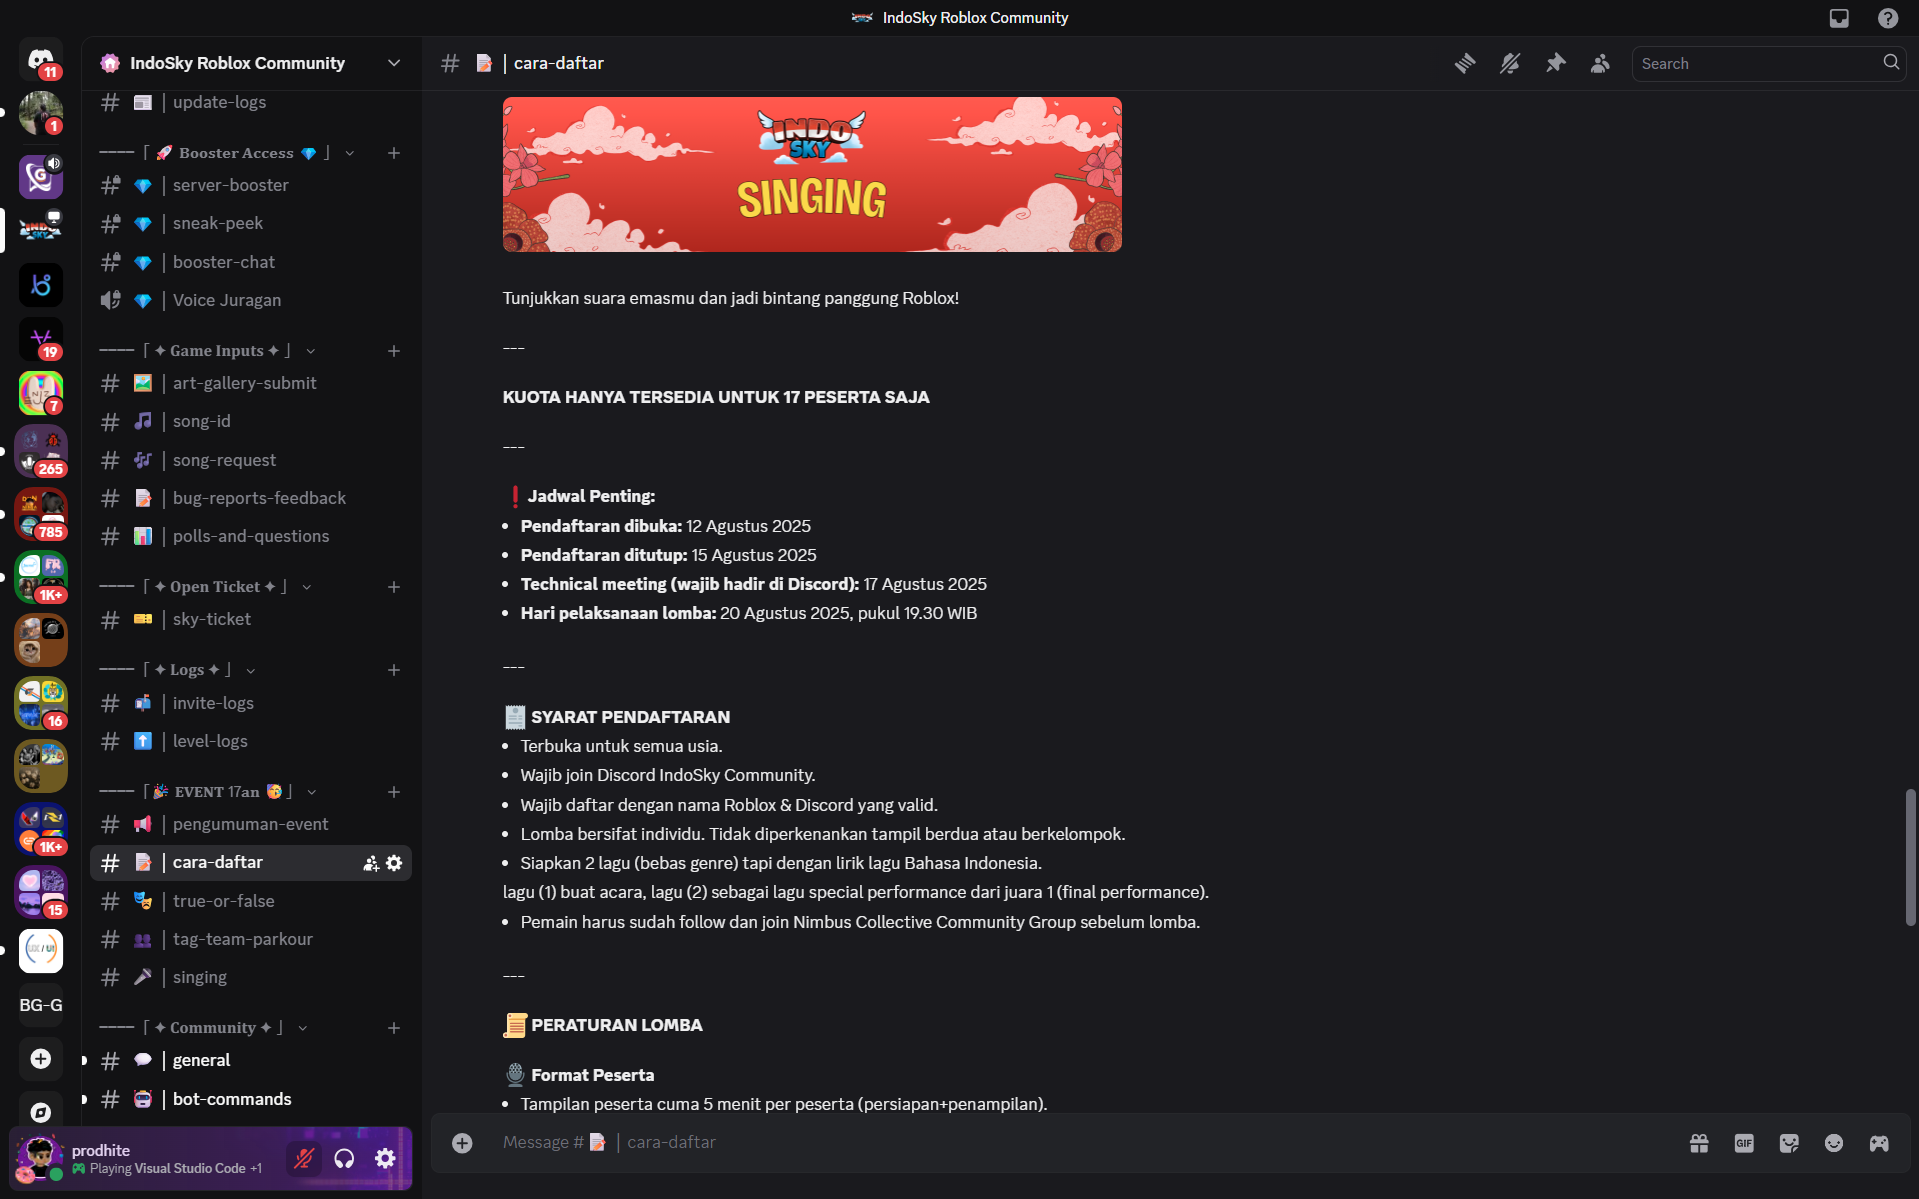 IndoSky Roblox Community
11
1
19
7
265
785
1K+
16
1K+
15
UX / UI
BG-G
IndoSky Roblox Community
# | update-logs
「 🚀 Booster Access 💎 」
# 💎 | server-booster
# 💎 | sneak-peek
# 💎 | booster-chat
💎 | Voice Juragan
「 ✦ Game Inputs ✦ 」
# | art-gallery-submit
# | song-id
# | song-request
# | bug-reports-feedback
# | polls-and-questions
「 ✦ Open Ticket ✦ 」
# | sky-ticket
「 ✦ Logs ✦ 」
# | invite-logs
# | level-logs
「 EVENT 17an 」
# | pengumuman-event
# | cara-daftar
# | true-or-false
# | tag-team-parkour
# | singing
「 ✦ Community ✦ 」
# | general
# | bot-commands
prodhite
Playing Visual Studio Code +1
# | cara-daftar
Search
INDO
SKY
SINGING
Tunjukkan suara emasmu dan jadi bintang panggung Roblox!
---
KUOTA HANYA TERSEDIA UNTUK 17 PESERTA SAJA
---
❗ Jadwal Penting:
• Pendaftaran dibuka: 12 Agustus 2025
• Pendaftaran ditutup: 15 Agustus 2025
• Technical meeting (wajib hadir di Discord): 17 Agustus 2025
• Hari pelaksanaan lomba: 20 Agustus 2025, pukul 19.30 WIB
---
SYARAT PENDAFTARAN
• Terbuka untuk semua usia.
• Wajib join Discord IndoSky Community.
• Wajib daftar dengan nama Roblox & Discord yang valid.
• Lomba bersifat individu. Tidak diperkenankan tampil berdua atau berkelompok.
• Siapkan 2 lagu (bebas genre) tapi dengan lirik lagu Bahasa Indonesia.
lagu (1) buat acara, lagu (2) sebagai lagu special performance dari juara 1 (final performance).
• Pemain harus sudah follow dan join Nimbus Collective Community Group sebelum lomba.
---
PERATURAN LOMBA
Format Peserta
• Tampilan peserta cuma 5 menit per peserta (persiapan+penampilan).
Message # | cara-daftar
GIF